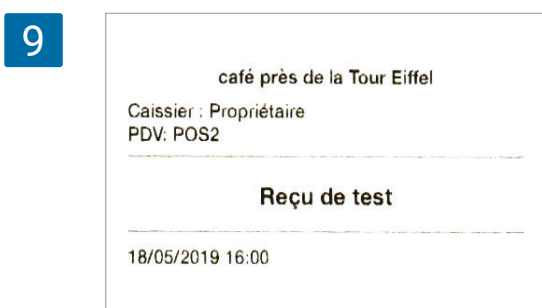 9
café près de la Tour Eiffel
Caissier : Propriétaire
PDV: POS2
Reçu de test
18/05/2019 16:00